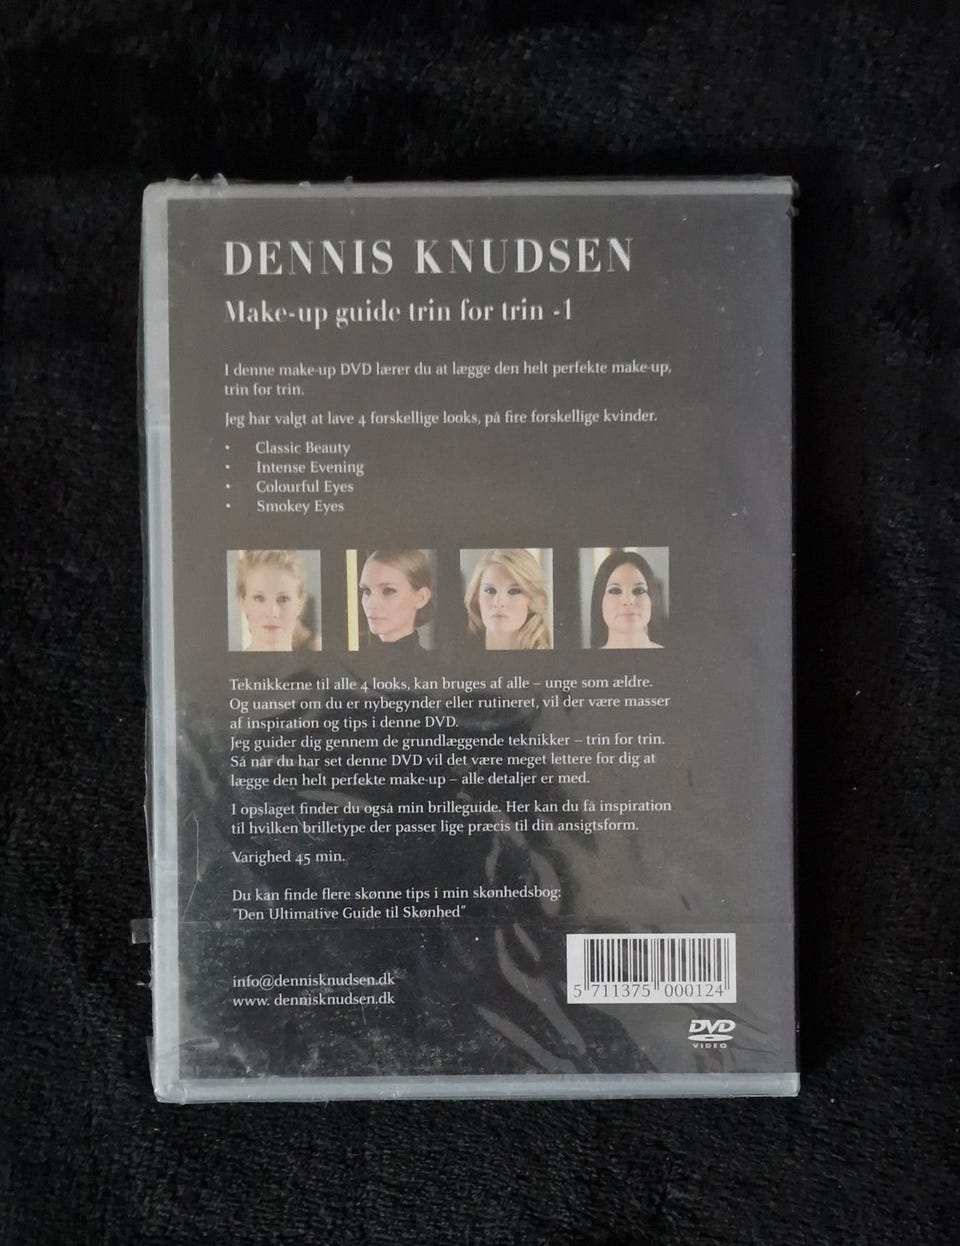 DENNIS KNUDSEN
Make-up guide trin for trin -1
I denne make-up DVD lærer du at lægge den helt perfekte make-up,
trin for trin.
Jeg har valgt at lave 4 forskellige looks, på fire forskellige kvinder.
• Classic Beauty
• Intense Evening
• Colourful Eyes
• Smokey Eyes
Teknikkerne til alle 4 looks, kan bruges af alle – unge som ældre.
Og uanset om du er nybegynder eller rutineret, vil der være masser
af inspiration og tips i denne DVD.
Jeg guider dig gennem de grundlæggende teknikker – trin for trin.
Så når du har set denne DVD vil det være meget lettere for dig at
lægge den helt perfekte make-up – alle detaljer er med.
I opslaget finder du også min brilleguide. Her kan du få inspiration
til hvilken brilletype der passer lige præcis til din ansigtsform.
Varighed 45 min.
Du kan finde flere skønne tips i min skønhedsbog:
"Den Ultimative Guide til Skønhed"
info@dennisknudsen.dk
www. dennisknudsen.dk
5 711375 000124
DVD
VIDEO